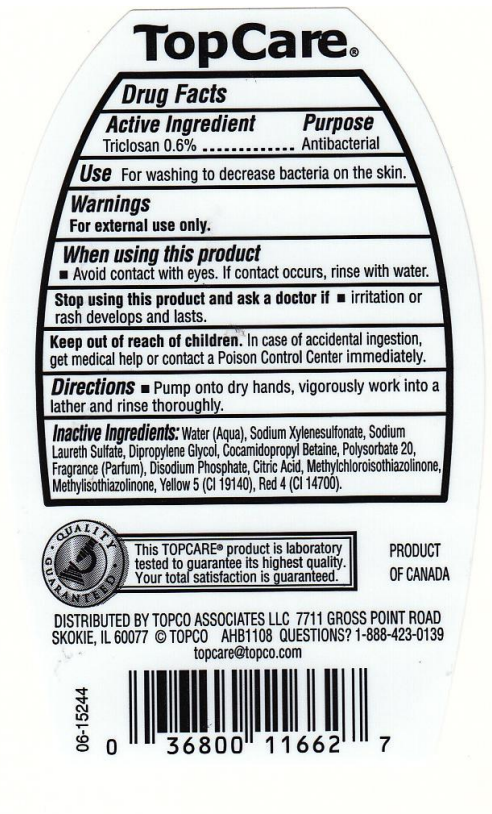 TopCare®
Drug Facts
Active Ingredient Purpose
Triclosan 0.6% .............. Antibacterial
Use For washing to decrease bacteria on the skin.
Warnings
For external use only.
When using this product
■ Avoid contact with eyes. If contact occurs, rinse with water.
Stop using this product and ask a doctor if ■ irritation or
rash develops and lasts.
Keep out of reach of children. In case of accidental ingestion,
get medical help or contact a Poison Control Center immediately.
Directions ■ Pump onto dry hands, vigorously work into a
lather and rinse thoroughly.
Inactive Ingredients: Water (Aqua), Sodium Xylenesulfonate, Sodium
Laureth Sulfate, Dipropylene Glycol, Cocamidopropyl Betaine, Polysorbate 20,
Fragrance (Parfum), Disodium Phosphate, Citric Acid, Methylchloroisothiazolinone,
Methylisothiazolinone, Yellow 5 (CI 19140), Red 4 (CI 14700).
• QUALITY •
GUARANTEED
This TOPCARE® product is laboratory
tested to guarantee its highest quality.
Your total satisfaction is guaranteed.
PRODUCT
OF CANADA
DISTRIBUTED BY TOPCO ASSOCIATES LLC 7711 GROSS POINT ROAD
SKOKIE, IL 60077 © TOPCO AHB1108 QUESTIONS? 1-888-423-0139
topcare@topco.com
06-15244
0 36800 11662 7